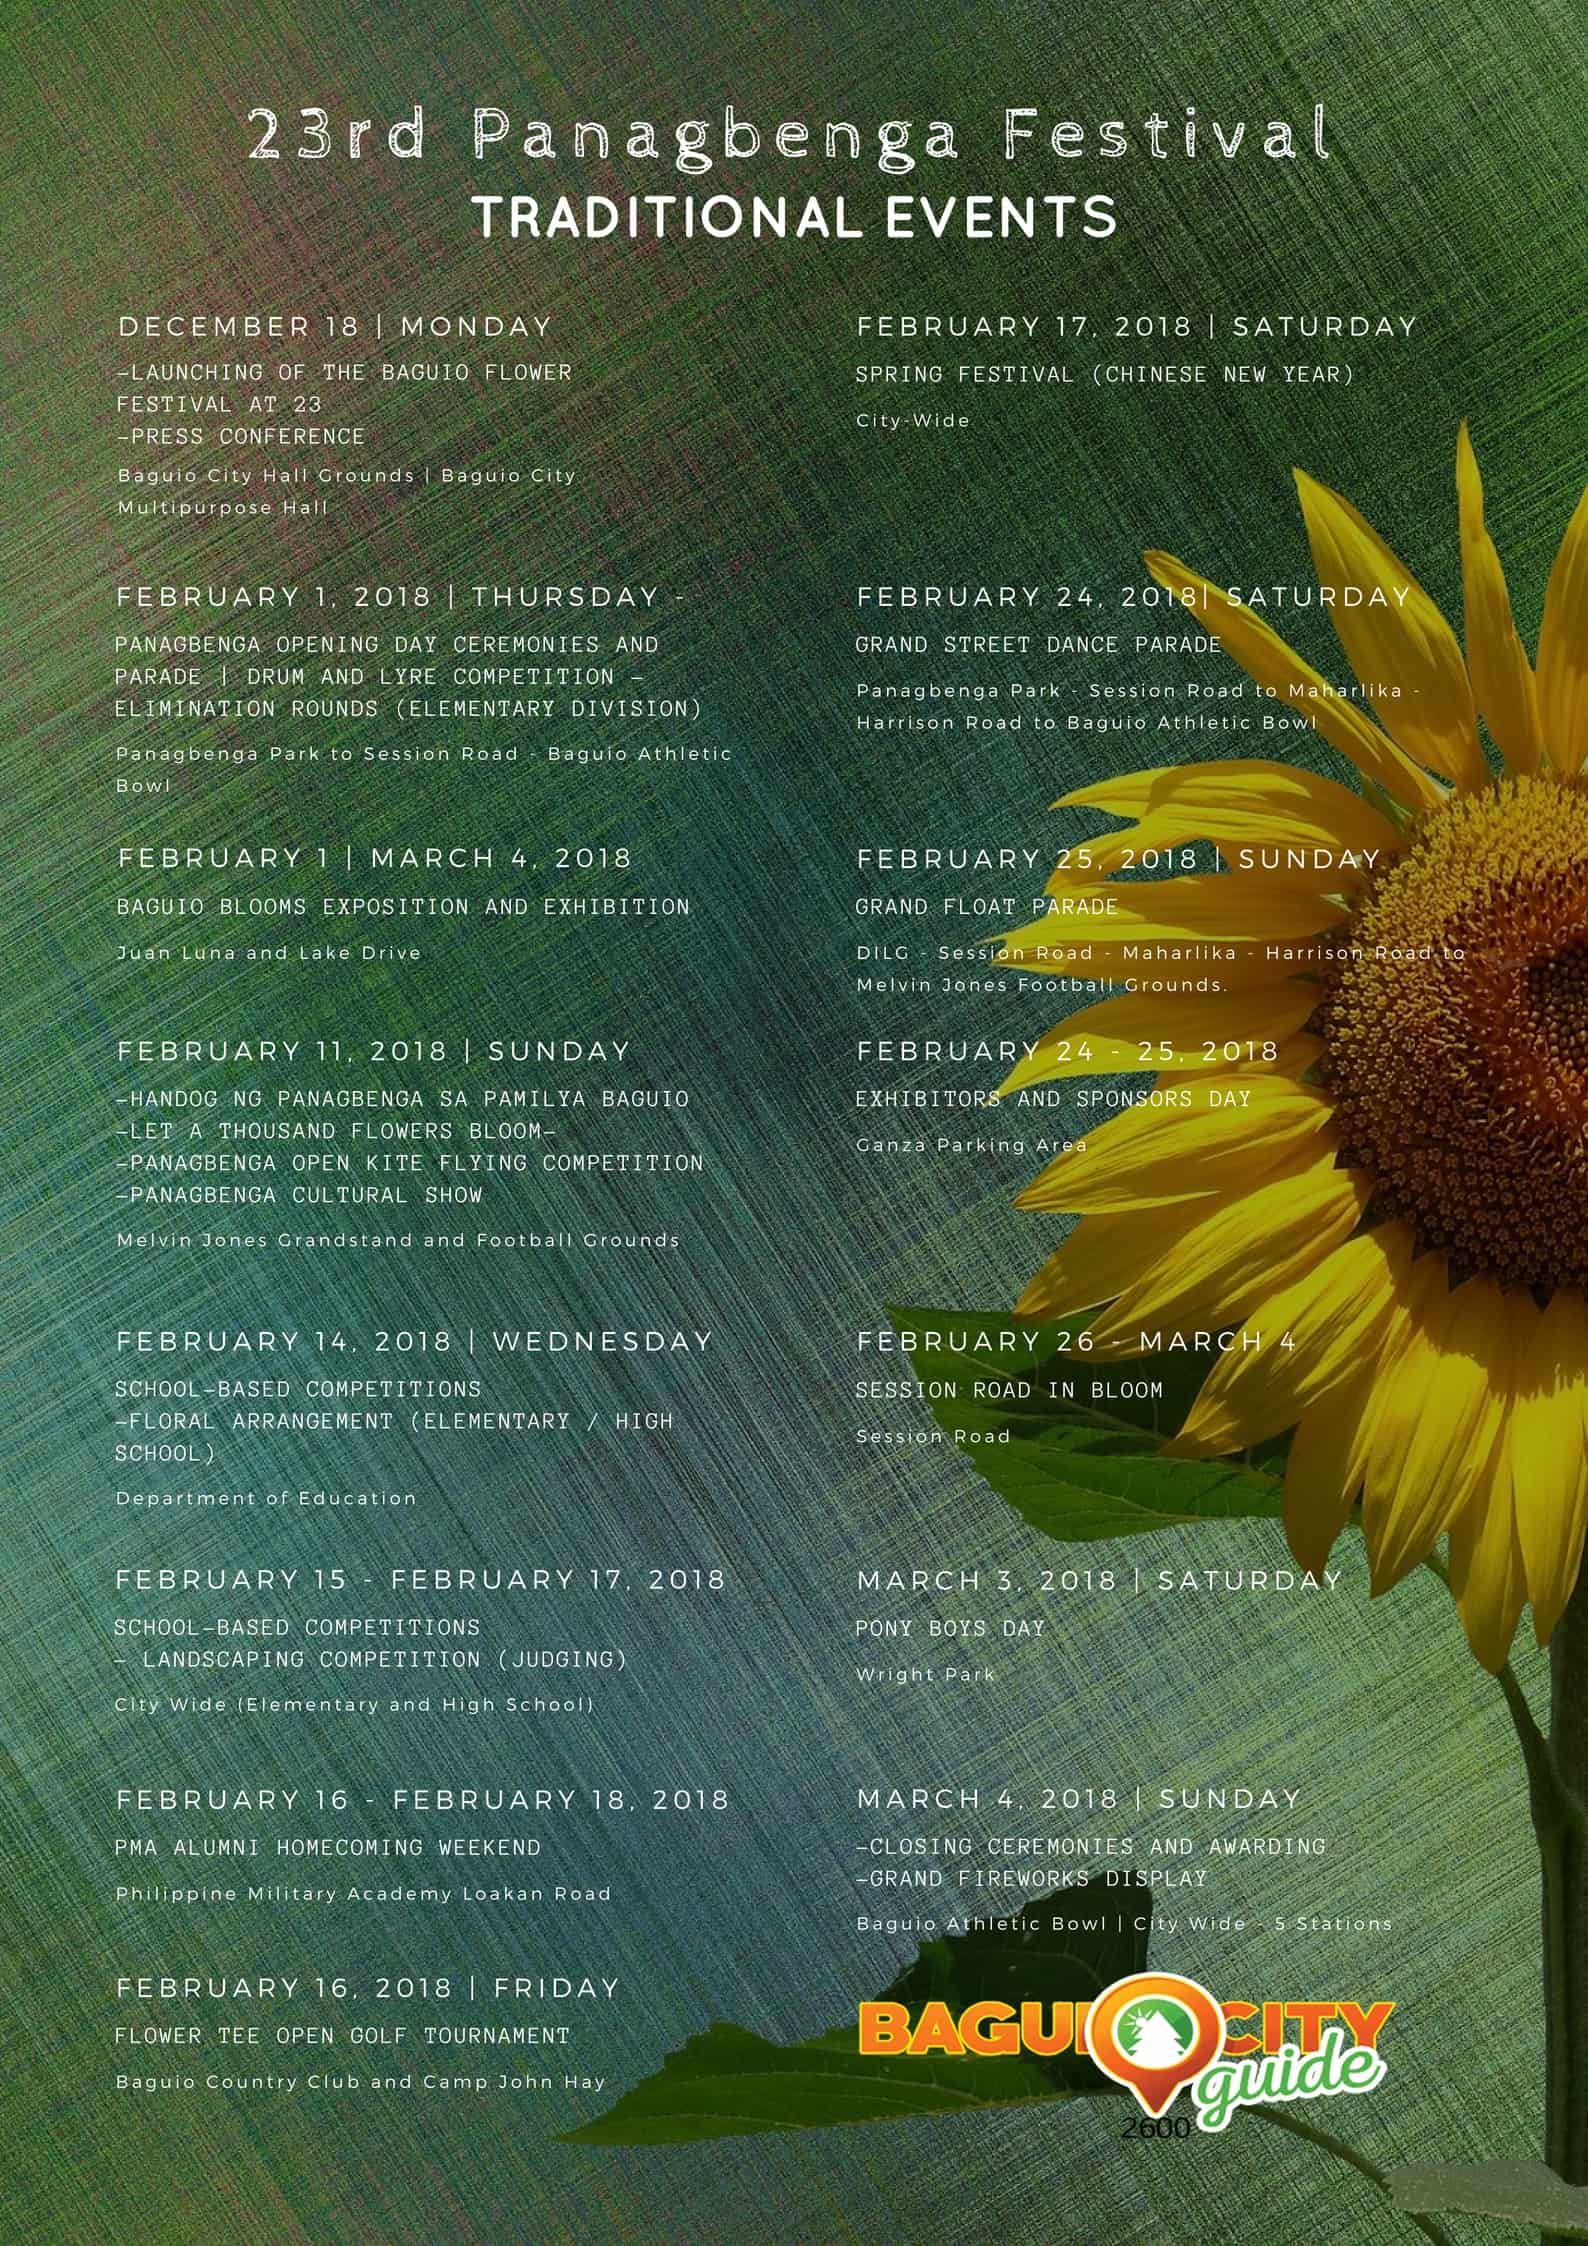 23rd Panagbenga Festival
TRADITIONAL EVENTS
DECEMBER 18 | MONDAY
-LAUNCHING OF THE BAGUIO FLOWER
FESTIVAL AT 23
-PRESS CONFERENCE
Baguio City Hall Grounds | Baguio City
Multipurpose Hall
FEBRUARY 1, 2018 | THURSDAY -
PANAGBENGA OPENING DAY CEREMONIES AND
PARADE | DRUM AND LYRE COMPETITION -
ELIMINATION ROUNDS (ELEMENTARY DIVISION)
Panagbenga Park to Session Road - Baguio Athletic
Bowl
FEBRUARY 1 | MARCH 4, 2018
BAGUIO BLOOMS EXPOSITION AND EXHIBITION
Juan Luna and Lake Drive
FEBRUARY 11, 2018 | SUNDAY
-HANDOG NG PANAGBENGA SA PAMILYA BAGUIO
-LET A THOUSAND FLOWERS BLOOM-
-PANAGBENGA OPEN KITE FLYING COMPETITION
-PANAGBENGA CULTURAL SHOW
Melvin Jones Grandstand and Football Grounds
FEBRUARY 14, 2018 | WEDNESDAY
SCHOOL-BASED COMPETITIONS
-FLORAL ARRANGEMENT (ELEMENTARY / HIGH
SCHOOL)
Department of Education
FEBRUARY 15 - FEBRUARY 17, 2018
SCHOOL-BASED COMPETITIONS
- LANDSCAPING COMPETITION (JUDGING)
City Wide (Elementary and High School)
FEBRUARY 16 - FEBRUARY 18, 2018
PMA ALUMNI HOMECOMING WEEKEND
Philippine Military Academy Loakan Road
FEBRUARY 16, 2018 | FRIDAY
FLOWER TEE OPEN GOLF TOURNAMENT
Baguio Country Club and Camp John Hay
FEBRUARY 17, 2018 | SATURDAY
SPRING FESTIVAL (CHINESE NEW YEAR)
City-Wide
FEBRUARY 24, 2018| SATURDAY
GRAND STREET DANCE PARADE
Panagbenga Park - Session Road to Maharlika -
Harrison Road to Baguio Athletic Bowl
FEBRUARY 25, 2018 | SUNDAY
GRAND FLOAT PARADE
DILG - Session Road - Maharlika - Harrison Road to
Melvin Jones Football Grounds.
FEBRUARY 24 - 25, 2018
EXHIBITORS AND SPONSORS DAY
Ganza Parking Area
FEBRUARY 26 - MARCH 4
SESSION ROAD IN BLOOM
Session Road
MARCH 3, 2018 | SATURDAY
PONY BOYS DAY
Wright Park
MARCH 4, 2018 | SUNDAY
-CLOSING CEREMONIES AND AWARDING
-GRAND FIREWORKS DISPLAY
Baguio Athletic Bowl | City Wide - 5 Stations
BAGUIO CITY
guide
2600